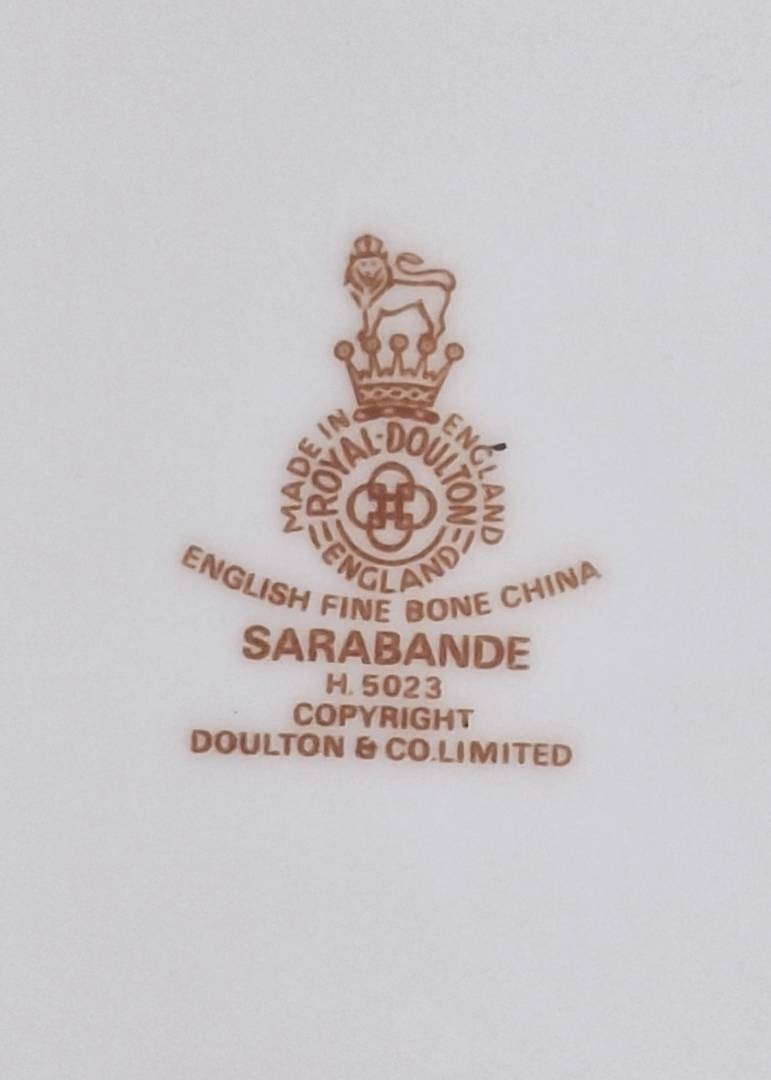 MADE IN ENGLAND
ROYAL·DOULTON
ENGLAND
ENGLISH FINE BONE CHINA
SARABANDE
H. 5023
COPYRIGHT
DOULTON & CO.LIMITED